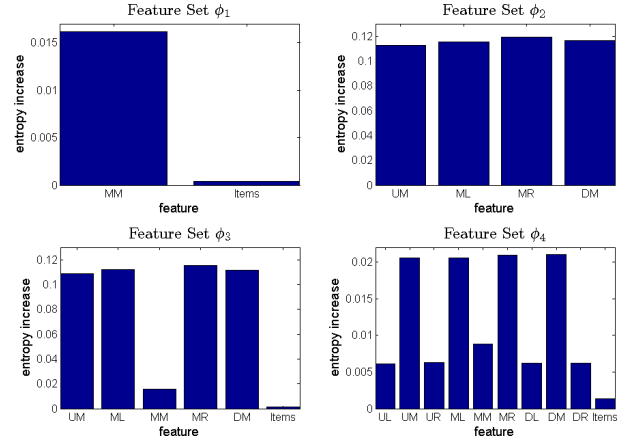 Feature Set ϕ1
0.015
0.01
0.005
0
entropy increase
MM Items
feature
Feature Set ϕ2
0.12
0.1
0.08
0.06
0.04
0.02
0
entropy increase
UM ML MR DM
feature
Feature Set ϕ3
0.12
0.1
0.08
0.06
0.04
0.02
0
entropy increase
UM ML MM MR DM Items
feature
Feature Set ϕ4
0.02
0.015
0.01
0.005
0
entropy increase
UL UM UR ML MM MR DL DM DR Items
feature